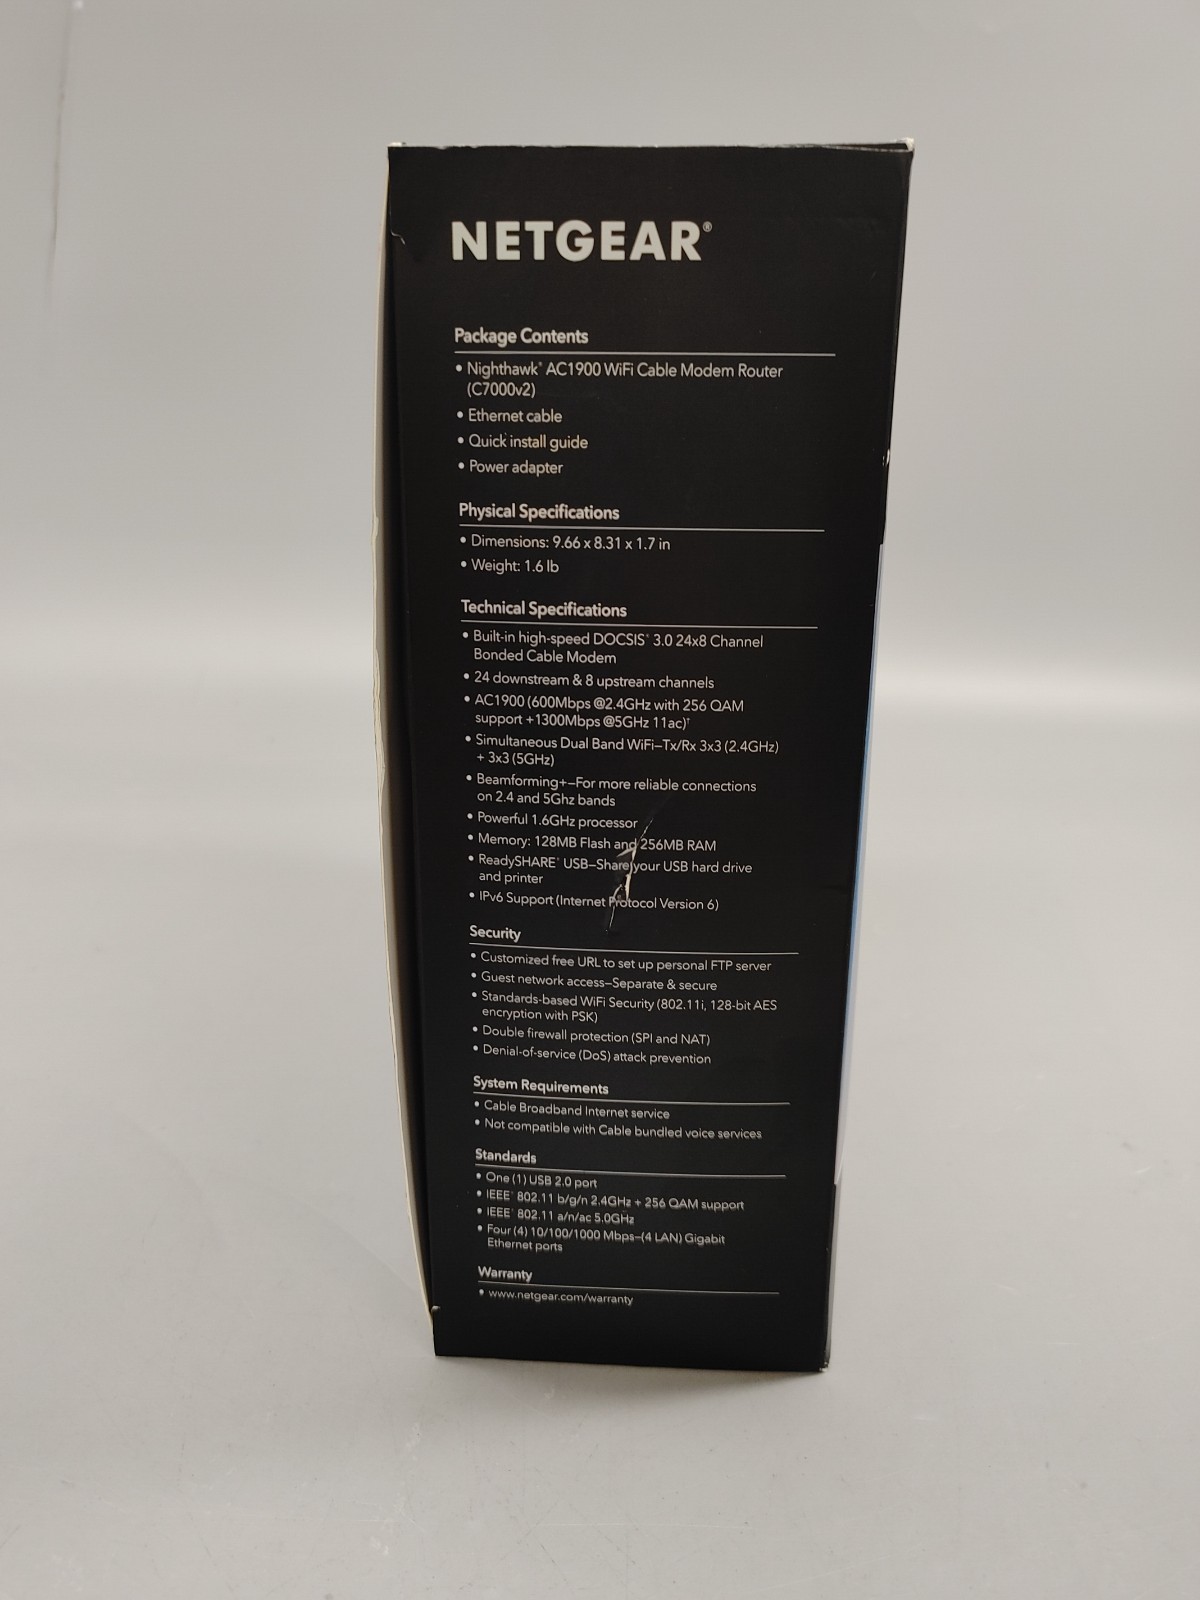 NETGEAR®
Package Contents
• Nighthawk® AC1900 WiFi Cable Modem Router
(C7000v2)
• Ethernet cable
• Quick install guide
• Power adapter
Physical Specifications
• Dimensions: 9.66 x 8.31 x 1.7 in
• Weight: 1.6 lb
Technical Specifications
• Built-in high-speed DOCSIS® 3.0 24x8 Channel
Bonded Cable Modem
• 24 downstream & 8 upstream channels
• AC1900 (600Mbps @2.4GHz with 256 QAM
support +1300Mbps @5GHz 11ac)†
• Simultaneous Dual Band WiFi–Tx/Rx 3x3 (2.4GHz)
+ 3x3 (5GHz)
• Beamforming+–For more reliable connections
on 2.4 and 5Ghz bands
• Powerful 1.6GHz processor
• Memory: 128MB Flash and 256MB RAM
• ReadySHARE® USB–Share your USB hard drive
and printer
• IPv6 Support (Internet Protocol Version 6)
Security
• Customized free URL to set up personal FTP server
• Guest network access–Separate & secure
• Standards-based WiFi Security (802.11i, 128-bit AES
encryption with PSK)
• Double firewall protection (SPI and NAT)
• Denial-of-service (DoS) attack prevention
System Requirements
• Cable Broadband Internet service
• Not compatible with Cable bundled voice services
Standards
• One (1) USB 2.0 port
• IEEE® 802.11 b/g/n 2.4GHz + 256 QAM support
• IEEE® 802.11 a/n/ac 5.0GHz
• Four (4) 10/100/1000 Mbps–(4 LAN) Gigabit
Ethernet ports
Warranty
• www.netgear.com/warranty